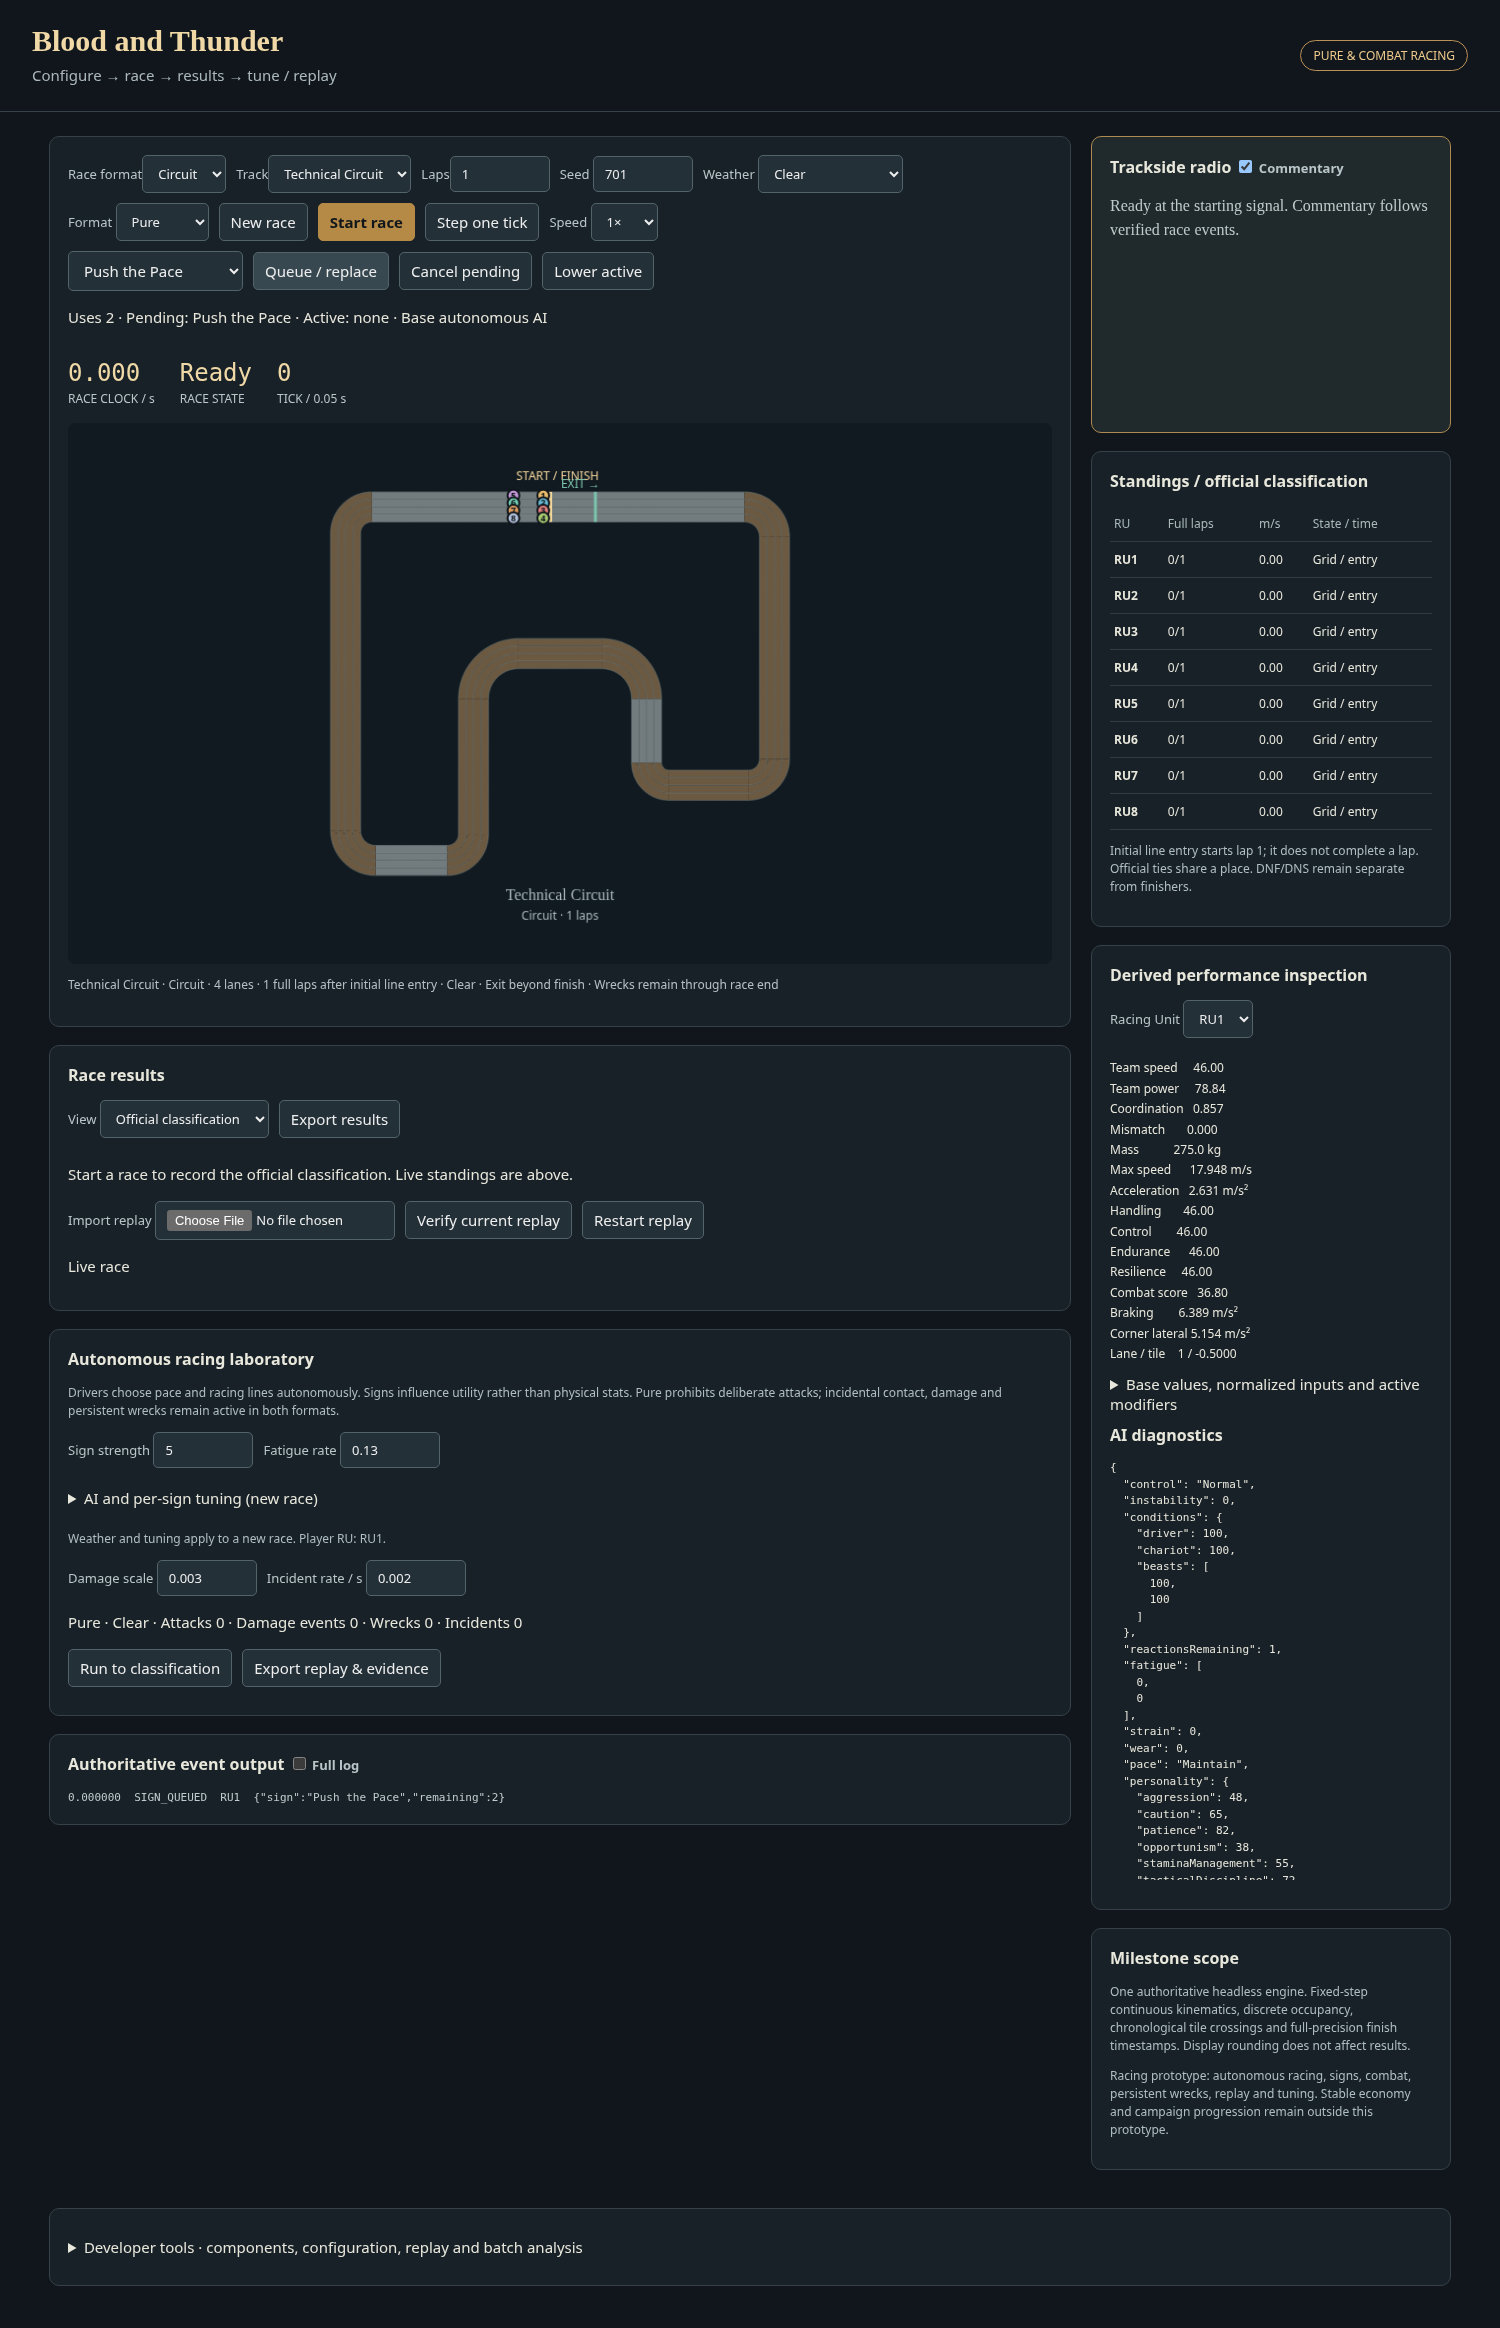 Blood and Thunder
Configure → race → results → tune / replay
PURE & COMBAT RACING
Race format Circuit Track Technical Circuit Laps 1 Seed 701 Weather Clear
Format Pure New race Start race Step one tick Speed 1×
Push the Pace Queue / replace Cancel pending Lower active
Uses 2 · Pending: Push the Pace · Active: none · Base autonomous AI
0.000 Ready 0
RACE CLOCK / s RACE STATE TICK / 0.05 s
START / FINISH
EXIT →
5 1
6 2
7 3
8 4
Technical Circuit
Circuit · 1 laps
Technical Circuit · Circuit · 4 lanes · 1 full laps after initial line entry · Clear · Exit beyond finish · Wrecks remain through race end
Race results
View Official classification Export results
Start a race to record the official classification. Live standings are above.
Import replay Choose File No file chosen Verify current replay Restart replay
Live race
Autonomous racing laboratory
Drivers choose pace and racing lines autonomously. Signs influence utility rather than physical stats. Pure prohibits deliberate attacks; incidental contact, damage and
persistent wrecks remain active in both formats.
Sign strength 5 Fatigue rate 0.13
▶ AI and per-sign tuning (new race)
Weather and tuning apply to a new race. Player RU: RU1.
Damage scale 0.003 Incident rate / s 0.002
Pure · Clear · Attacks 0 · Damage events 0 · Wrecks 0 · Incidents 0
Run to classification Export replay & evidence
Authoritative event output Full log
0.000000 SIGN_QUEUED RU1 {"sign":"Push the Pace","remaining":2}
Trackside radio Commentary
Ready at the starting signal. Commentary follows
verified race events.
Standings / official classification
RU Full laps m/s State / time
RU1 0/1 0.00 Grid / entry
RU2 0/1 0.00 Grid / entry
RU3 0/1 0.00 Grid / entry
RU4 0/1 0.00 Grid / entry
RU5 0/1 0.00 Grid / entry
RU6 0/1 0.00 Grid / entry
RU7 0/1 0.00 Grid / entry
RU8 0/1 0.00 Grid / entry
Initial line entry starts lap 1; it does not complete a lap.
Official ties share a place. DNF/DNS remain separate
from finishers.
Derived performance inspection
Racing Unit RU1
Team speed 46.00
Team power 78.84
Coordination 0.857
Mismatch 0.000
Mass 275.0 kg
Max speed 17.948 m/s
Acceleration 2.631 m/s²
Handling 46.00
Control 46.00
Endurance 46.00
Resilience 46.00
Combat score 36.80
Braking 6.389 m/s²
Corner lateral 5.154 m/s²
Lane / tile 1 / -0.5000
▶ Base values, normalized inputs and active
modifiers
AI diagnostics
{
"control": "Normal",
"instability": 0,
"conditions": {
"driver": 100,
"chariot": 100,
"beasts": [
100,
100
]
},
"reactionsRemaining": 1,
"fatigue": [
0,
0
],
"strain": 0,
"wear": 0,
"pace": "Maintain",
"personality": {
"aggression": 48,
"caution": 65,
"patience": 82,
"opportunism": 38,
"staminaManagement": 55,
"tacticalDiscipline": 72
Milestone scope
One authoritative headless engine. Fixed-step
continuous kinematics, discrete occupancy,
chronological tile crossings and full-precision finish
timestamps. Display rounding does not affect results.
Racing prototype: autonomous racing, signs, combat,
persistent wrecks, replay and tuning. Stable economy
and campaign progression remain outside this
prototype.
▶ Developer tools · components, configuration, replay and batch analysis